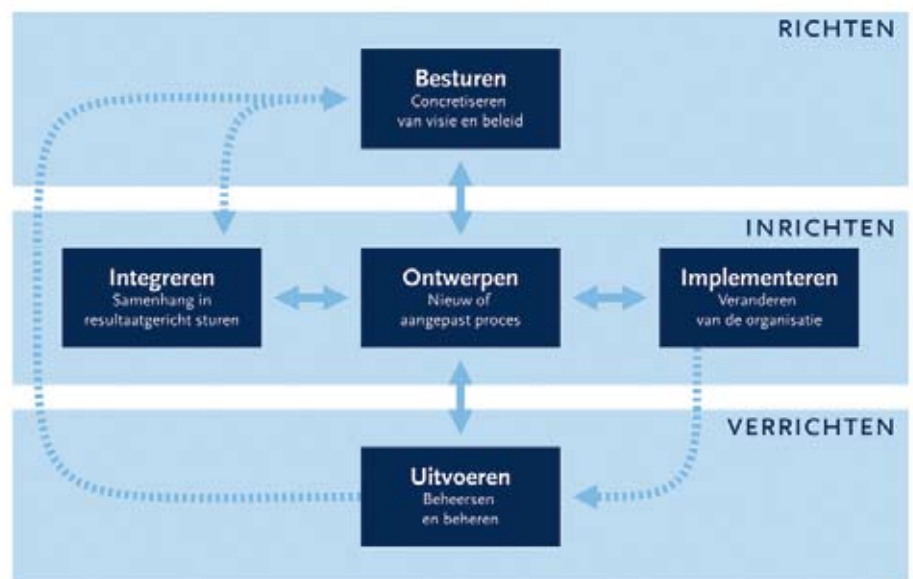 RICHTEN
Besturen
Concretiseren
van visie en beleid
INRICHTEN
Integreren
Samenhang in
resultaatgericht sturen
Ontwerpen
Nieuw of
aangepast proces
Implementeren
Veranderen
van de organisatie
VERRICHTEN
Uitvoeren
Beheersen
en beheren